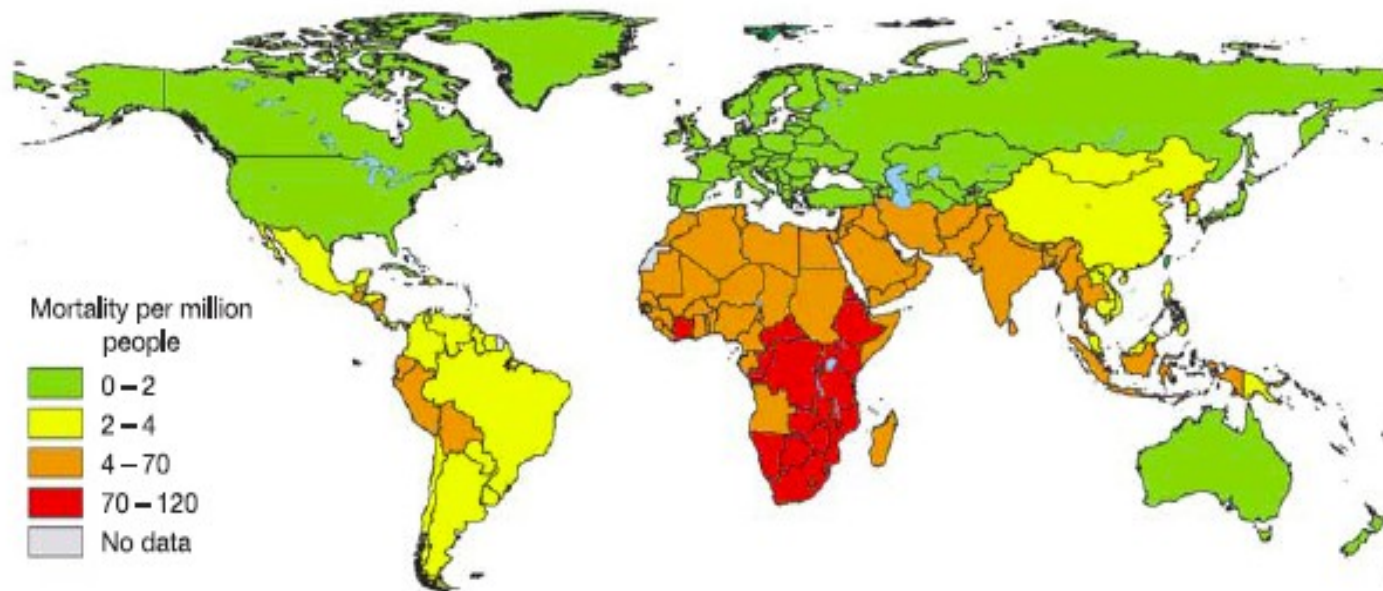 Mortality per million
people
0 – 2
2 – 4
4 – 70
70 – 120
No data